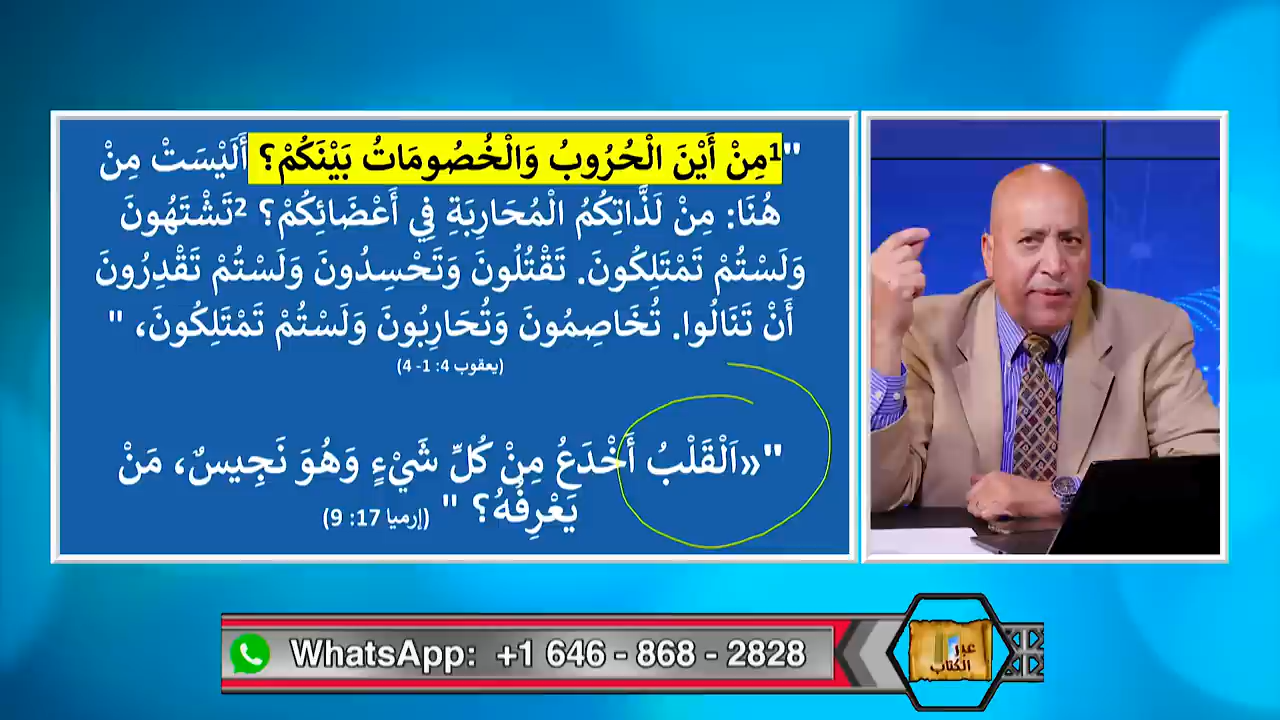 "1مِنْ أَيْنَ الْحُرُوبُ وَالْخُصُومَاتُ بَيْنَكُمْ؟ أَلَيْسَتْ مِنْ
هُنَا: مِنْ لَذَّاتِكُمُ الْمُحَارِبَةِ فِي أَعْضَائِكُمْ؟ 2تَشْتَهُونَ
وَلَسْتُمْ تَمْتَلِكُونَ. تَقْتُلُونَ وَتَحْسِدُونَ وَلَسْتُمْ تَقْدِرُونَ
أَنْ تَنَالُوا. تُخَاصِمُونَ وَتُحَارِبُونَ وَلَسْتُمْ تَمْتَلِكُونَ، "
(يعقوب 4: 1- 4)
"«اَلْقَلْبُ أَخْدَعُ مِنْ كُلِّ شَيْءٍ وَهُوَ نَجِيسٌ، مَنْ
يَعْرِفُهُ؟ " (إرميا 17: 9)
WhatsApp: +1 646 - 868 - 2828
عبر
الكتاب